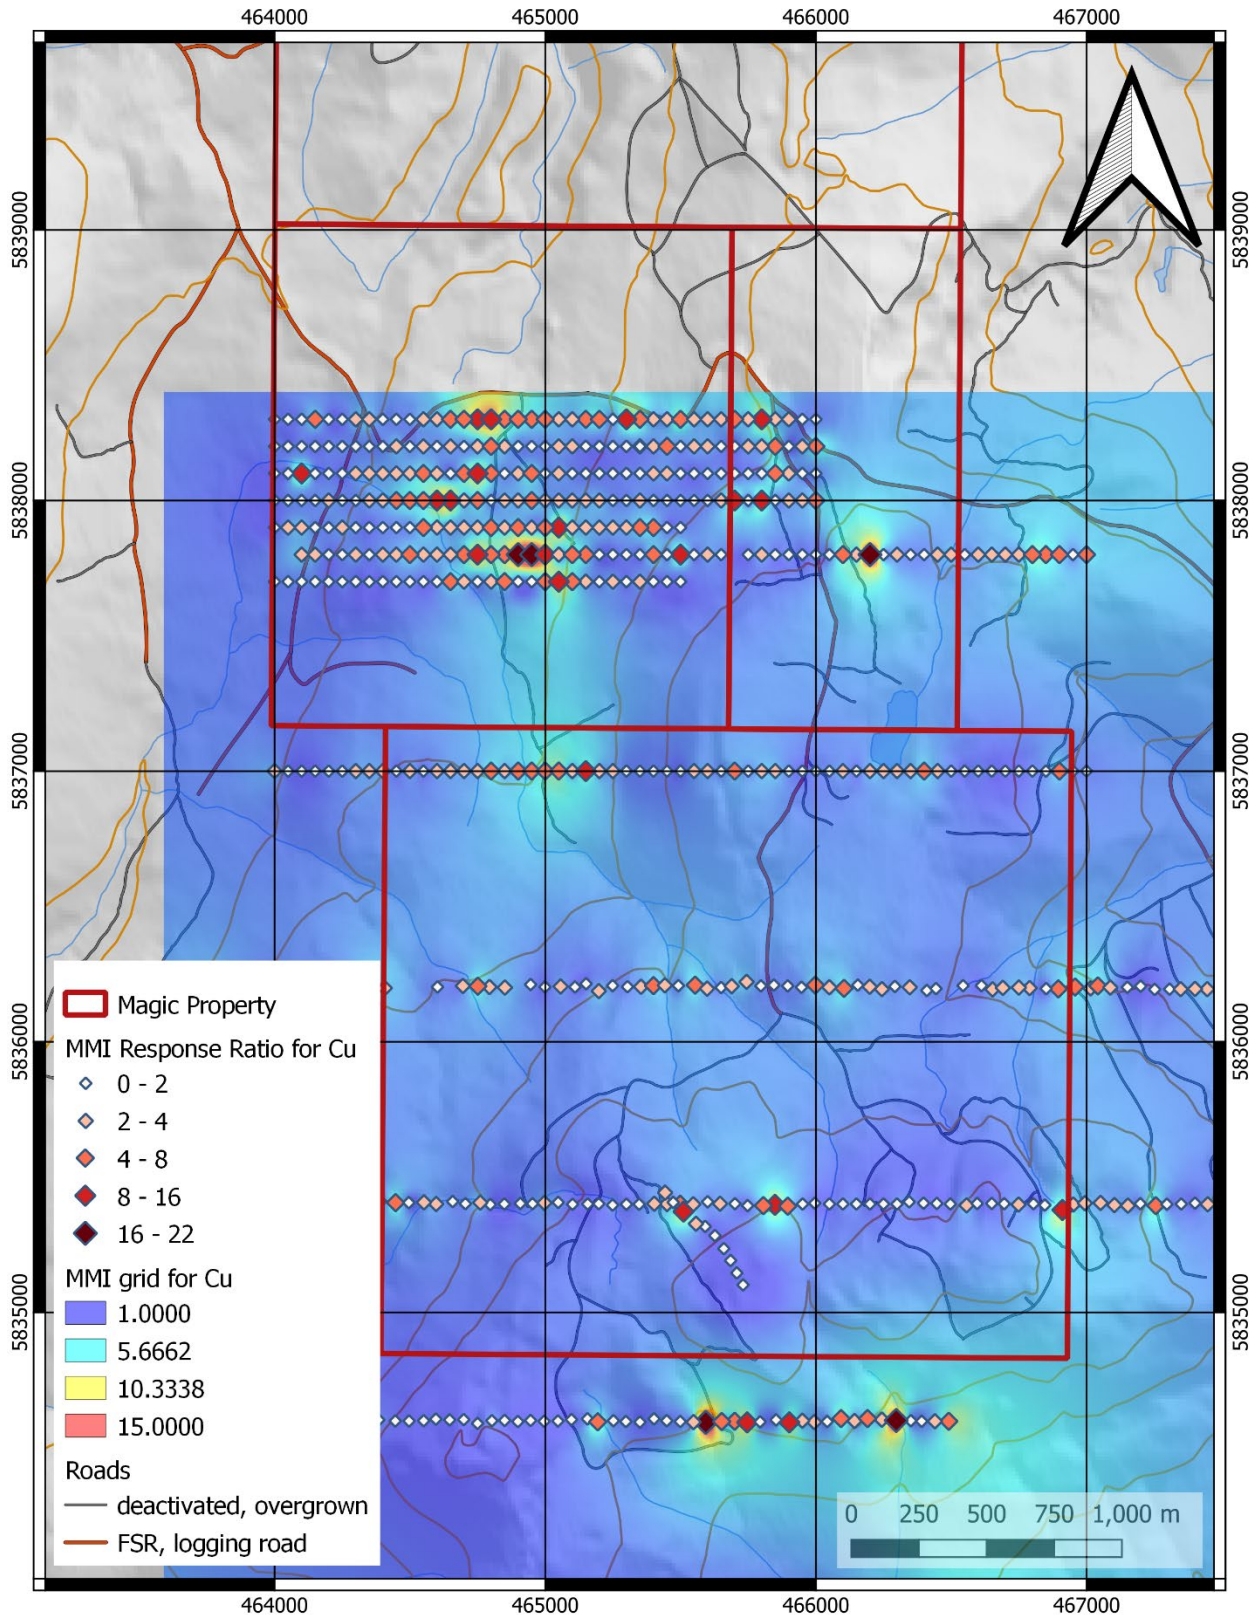 464000 465000 466000 467000
5839000 5839000
5838000 5838000
5837000 5837000
5836000 5836000
5835000 5835000
Magic Property
MMI Response Ratio for Cu
0 - 2
2 - 4
4 - 8
8 - 16
16 - 22
MMI grid for Cu
1.0000
5.6662
10.3338
15.0000
Roads
deactivated, overgrown
FSR, logging road
0 250 500 750 1,000 m
464000 465000 466000 467000